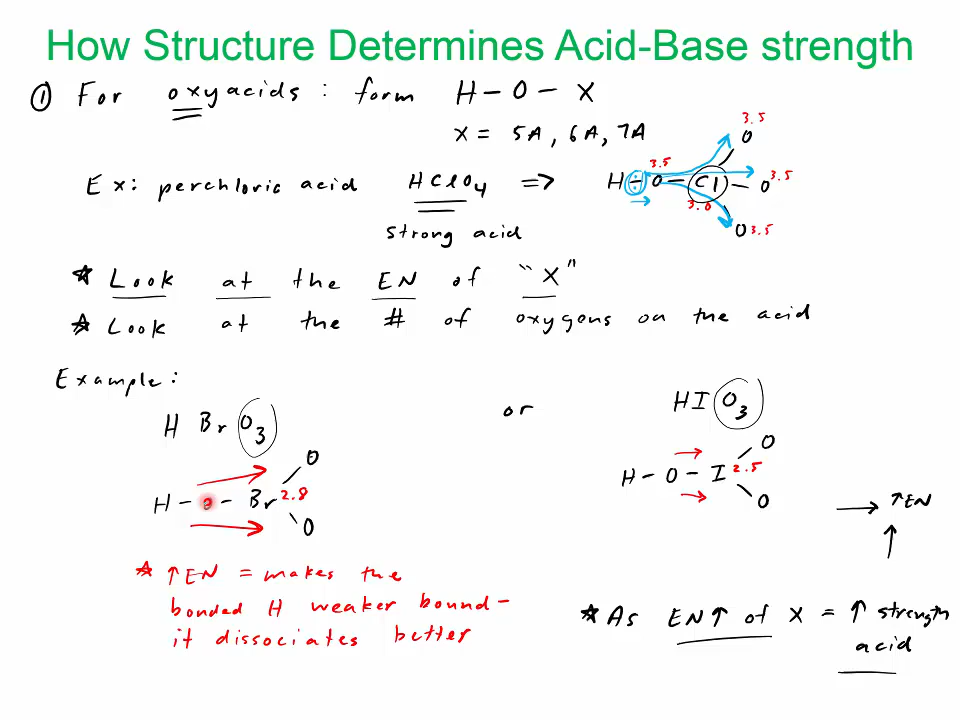 How Structure Determines Acid-Base strength
① For oxyacids: form H-O-X
X = 5A, 6A, 7A
Ex: perchloric acid HClO4 => H:O-Cl-O O O 3.5 3.0 3.5 3.5 3.5
strong acid
* Look at the EN of "X"
* Look at the # of oxygens on the acid
Example:
HBrO3 or HIO3
H-O-Br O O 2.8
H-O-I O O 2.5
→ ↑EN
↑
* ↑EN = makes the
bonded H weaker bound-
it dissociates better
* As EN↑ of X = ↑ strength
acid